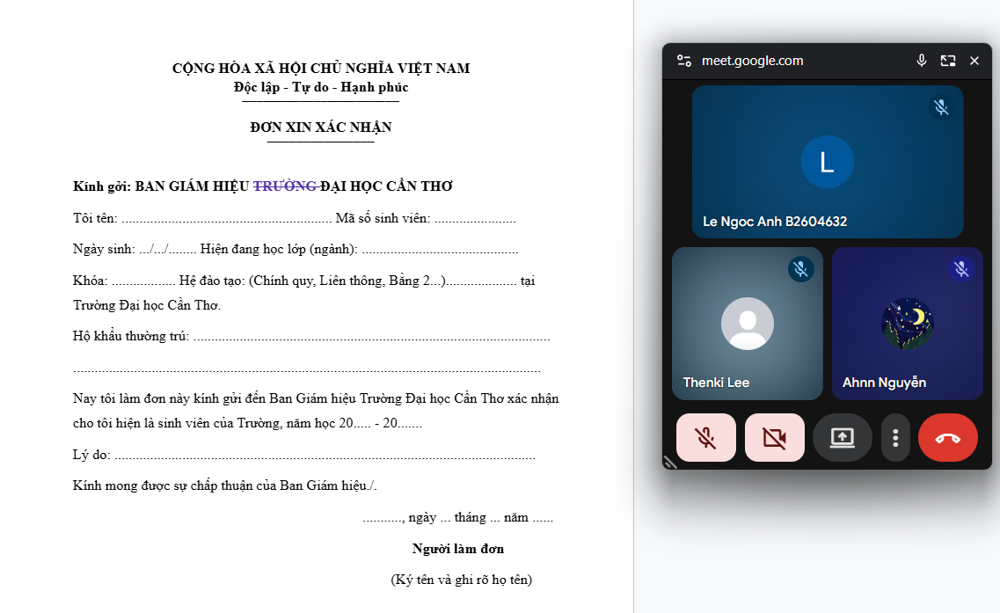 CỘNG HÒA XÃ HỘI CHỦ NGHĨA VIỆT NAM
Độc lập - Tự do - Hạnh phúc
ĐƠN XIN XÁC NHẬN
Kính gởi: BAN GIÁM HIỆU TRƯỜNG ĐẠI HỌC CẦN THƠ
Tôi tên: ........................................................... Mã số sinh viên: .......................
Ngày sinh: .../.../........ Hiện đang học lớp (ngành): ............................................
Khóa: .................. Hệ đào tạo: (Chính quy, Liên thông, Bằng 2...).................... tại
Trường Đại học Cần Thơ.
Hộ khẩu thường trú: ....................................................................................................
...................................................................................................................................
Nay tôi làm đơn này kính gửi đến Ban Giám hiệu Trường Đại học Cần Thơ xác nhận
cho tôi hiện là sinh viên của Trường, năm học 20..... - 20.......
Lý do: ......................................................................................................................
Kính mong được sự chấp thuận của Ban Giám hiệu./.
..........., ngày ... tháng ... năm ......
Người làm đơn
(Ký tên và ghi rõ họ tên)
meet.google.com
L
Le Ngoc Anh B2604632
Thenki Lee
Ahnn Nguyễn